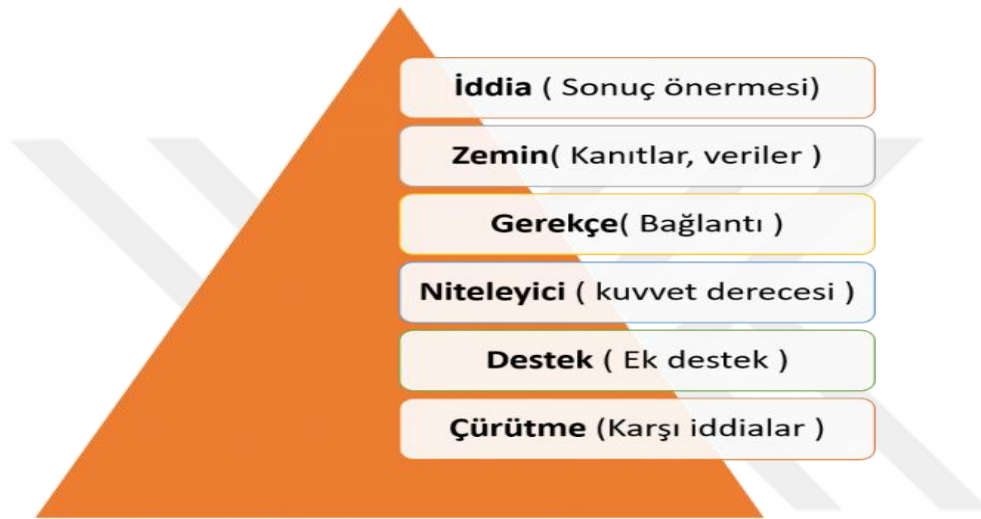 İddia ( Sonuç önermesi)
Zemin( Kanıtlar, veriler )
Gerekçe( Bağlantı )
Niteleyici ( kuvvet derecesi )
Destek ( Ek destek )
Çürütme (Karşı iddialar )